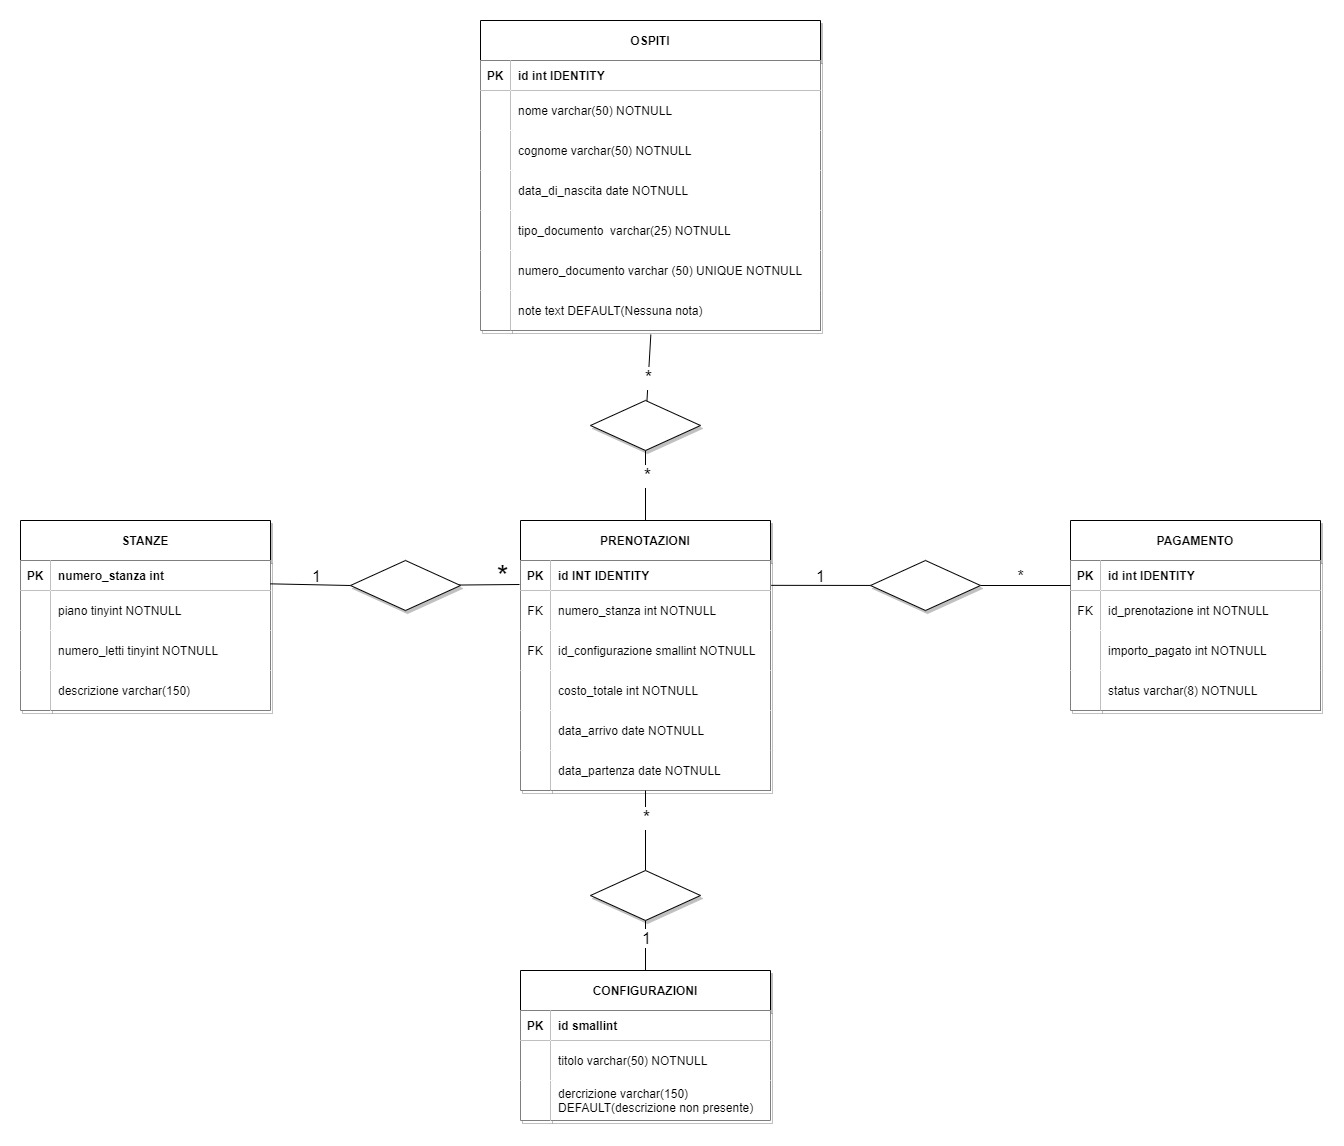 OSPITI
PK id int IDENTITY
nome varchar(50) NOTNULL
cognome varchar(50) NOTNULL
data_di_nascita date NOTNULL
tipo_documento  varchar(25) NOTNULL
numero_documento varchar (50) UNIQUE NOTNULL
note text DEFAULT(Nessuna nota)
*
*
STANZE
PK numero_stanza int
piano tinyint NOTNULL
numero_letti tinyint NOTNULL
descrizione varchar(150)
1
*
PRENOTAZIONI
PK id INT IDENTITY
FK numero_stanza int NOTNULL
FK id_configurazione smallint NOTNULL
costo_totale int NOTNULL
data_arrivo date NOTNULL
data_partenza date NOTNULL
1
*
PAGAMENTO
PK id int IDENTITY
FK id_prenotazione int NOTNULL
importo_pagato int NOTNULL
status varchar(8) NOTNULL
*
1
CONFIGURAZIONI
PK id smallint
titolo varchar(50) NOTNULL
dercrizione varchar(150)
DEFAULT(descrizione non presente)